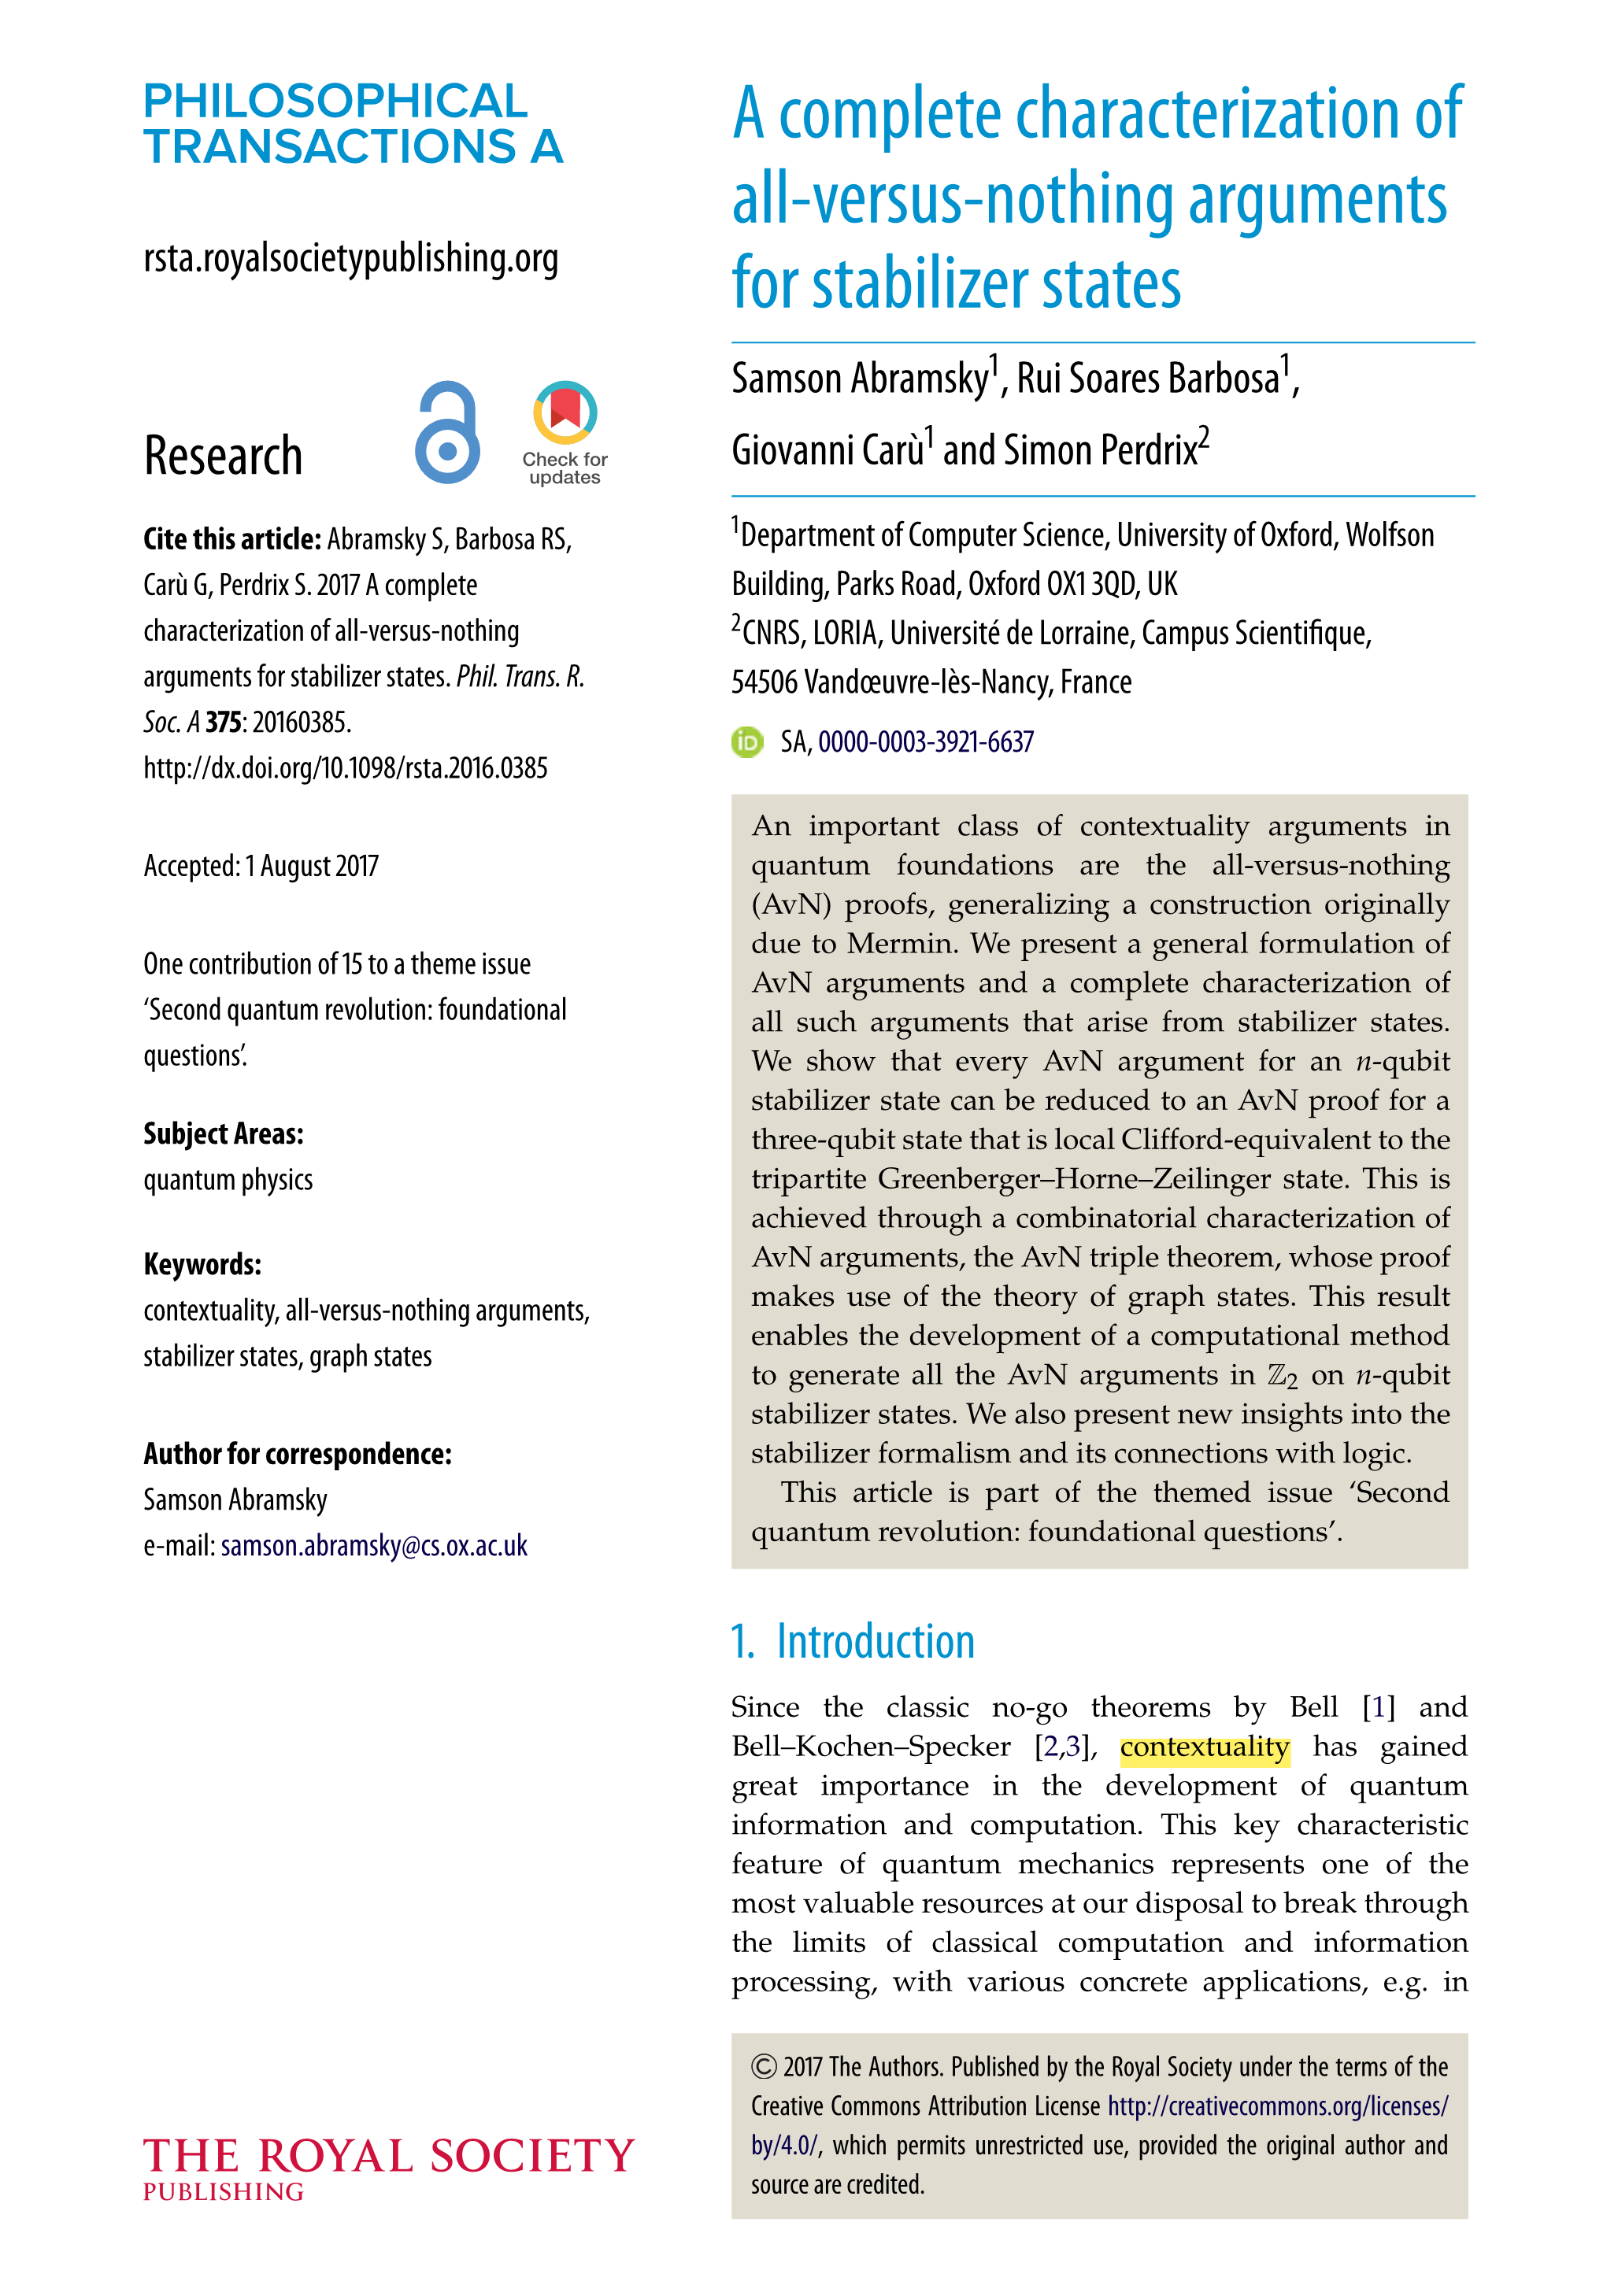 PHILOSOPHICAL
TRANSACTIONS A
rsta.royalsocietypublishing.org
Research
Check for
updates
Cite this article: Abramsky S, Barbosa RS,
Carù G, Perdrix S. 2017 A complete
characterization of all-versus-nothing
arguments for stabilizer states. Phil. Trans. R.
Soc. A 375: 20160385.
http://dx.doi.org/10.1098/rsta.2016.0385
Accepted: 1 August 2017
One contribution of 15 to a theme issue
‘Second quantum revolution: foundational
questions’.
Subject Areas:
quantum physics
Keywords:
contextuality, all-versus-nothing arguments,
stabilizer states, graph states
Author for correspondence:
Samson Abramsky
e-mail: samson.abramsky@cs.ox.ac.uk
THE ROYAL SOCIETY
PUBLISHING
A complete characterization of
all-versus-nothing arguments
for stabilizer states
Samson Abramsky1, Rui Soares Barbosa1,
Giovanni Carù1 and Simon Perdrix2
1Department of Computer Science, University of Oxford, Wolfson
Building, Parks Road, Oxford OX1 3QD, UK
2CNRS, LORIA, Université de Lorraine, Campus Scientifique,
54506 Vandœuvre-lès-Nancy, France
iD SA, 0000-0003-3921-6637
An important class of contextuality arguments in
quantum foundations are the all-versus-nothing
(AvN) proofs, generalizing a construction originally
due to Mermin. We present a general formulation of
AvN arguments and a complete characterization of
all such arguments that arise from stabilizer states.
We show that every AvN argument for an n-qubit
stabilizer state can be reduced to an AvN proof for a
three-qubit state that is local Clifford-equivalent to the
tripartite Greenberger–Horne–Zeilinger state. This is
achieved through a combinatorial characterization of
AvN arguments, the AvN triple theorem, whose proof
makes use of the theory of graph states. This result
enables the development of a computational method
to generate all the AvN arguments in ℤ2 on n-qubit
stabilizer states. We also present new insights into the
stabilizer formalism and its connections with logic.
This article is part of the themed issue ‘Second
quantum revolution: foundational questions’.
1. Introduction
Since the classic no-go theorems by Bell [1] and
Bell–Kochen–Specker [2,3], contextuality has gained
great importance in the development of quantum
information and computation. This key characteristic
feature of quantum mechanics represents one of the
most valuable resources at our disposal to break through
the limits of classical computation and information
processing, with various concrete applications, e.g. in
© 2017 The Authors. Published by the Royal Society under the terms of the
Creative Commons Attribution License http://creativecommons.org/licenses/
by/4.0/, which permits unrestricted use, provided the original author and
source are credited.